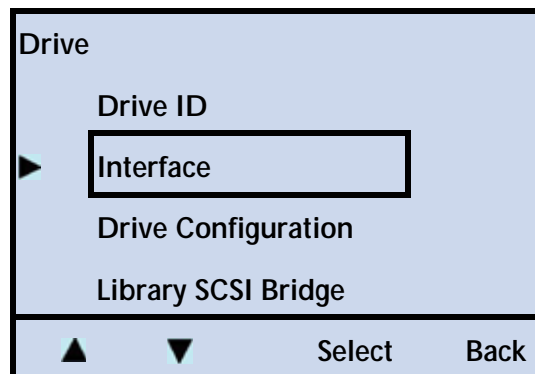 Drive
Drive ID
Interface
Drive Configuration
Library SCSI Bridge
Select Back